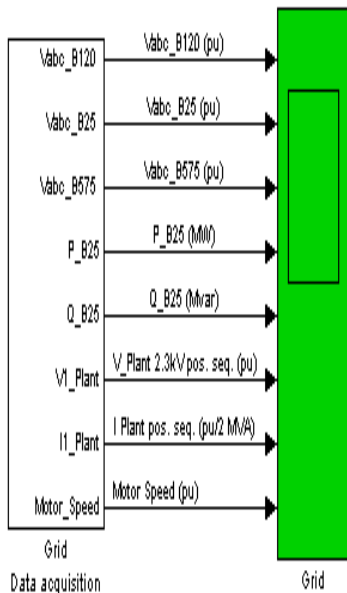 Vabc_B120 Vabc_B120 (pu)
Vabc_B25 Vabc_B25 (pu)
Vabc_B575 Vabc_B575 (pu)
P_B25 P_B25 (MW)
Q_B25 Q_B25 (Mvar)
V1_Plant V_Plant 2.3kV pos. seq. (pu)
I1_Plant I Plant pos. seq. (pu/2 MVA)
Motor_Speed Motor Speed (pu)
Grid
Data acquisition
Grid